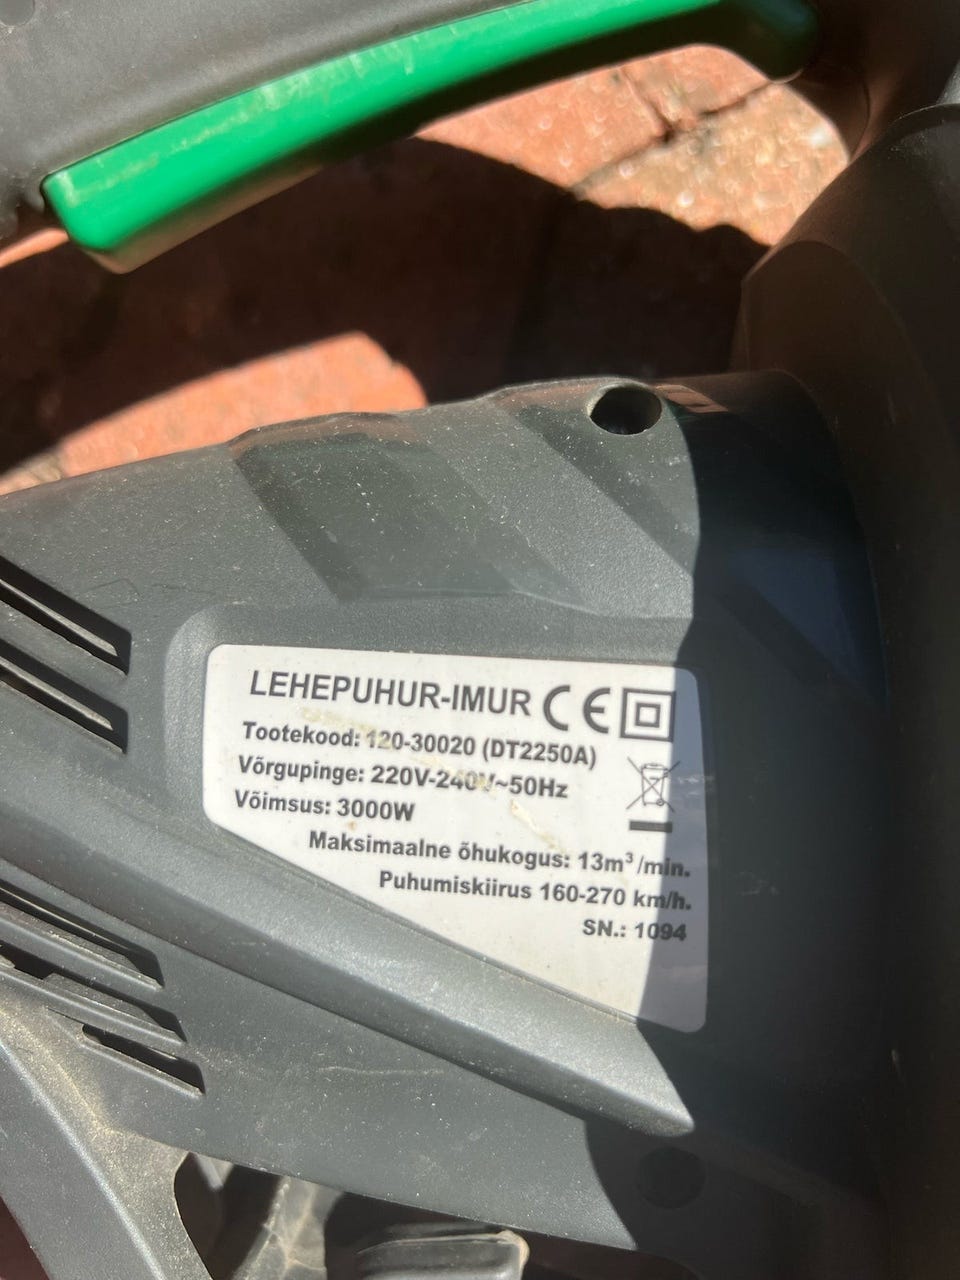 LEHEPUHUR-IMUR CE
Tootekood: 120-30020 (DT2250A)
Võrgupinge: 220V-240V~50Hz
Võimsus: 3000W
Maksimaalne õhukogus: 13m³/min.
Puhumiskiirus 160-270 km/h.
SN.: 1094